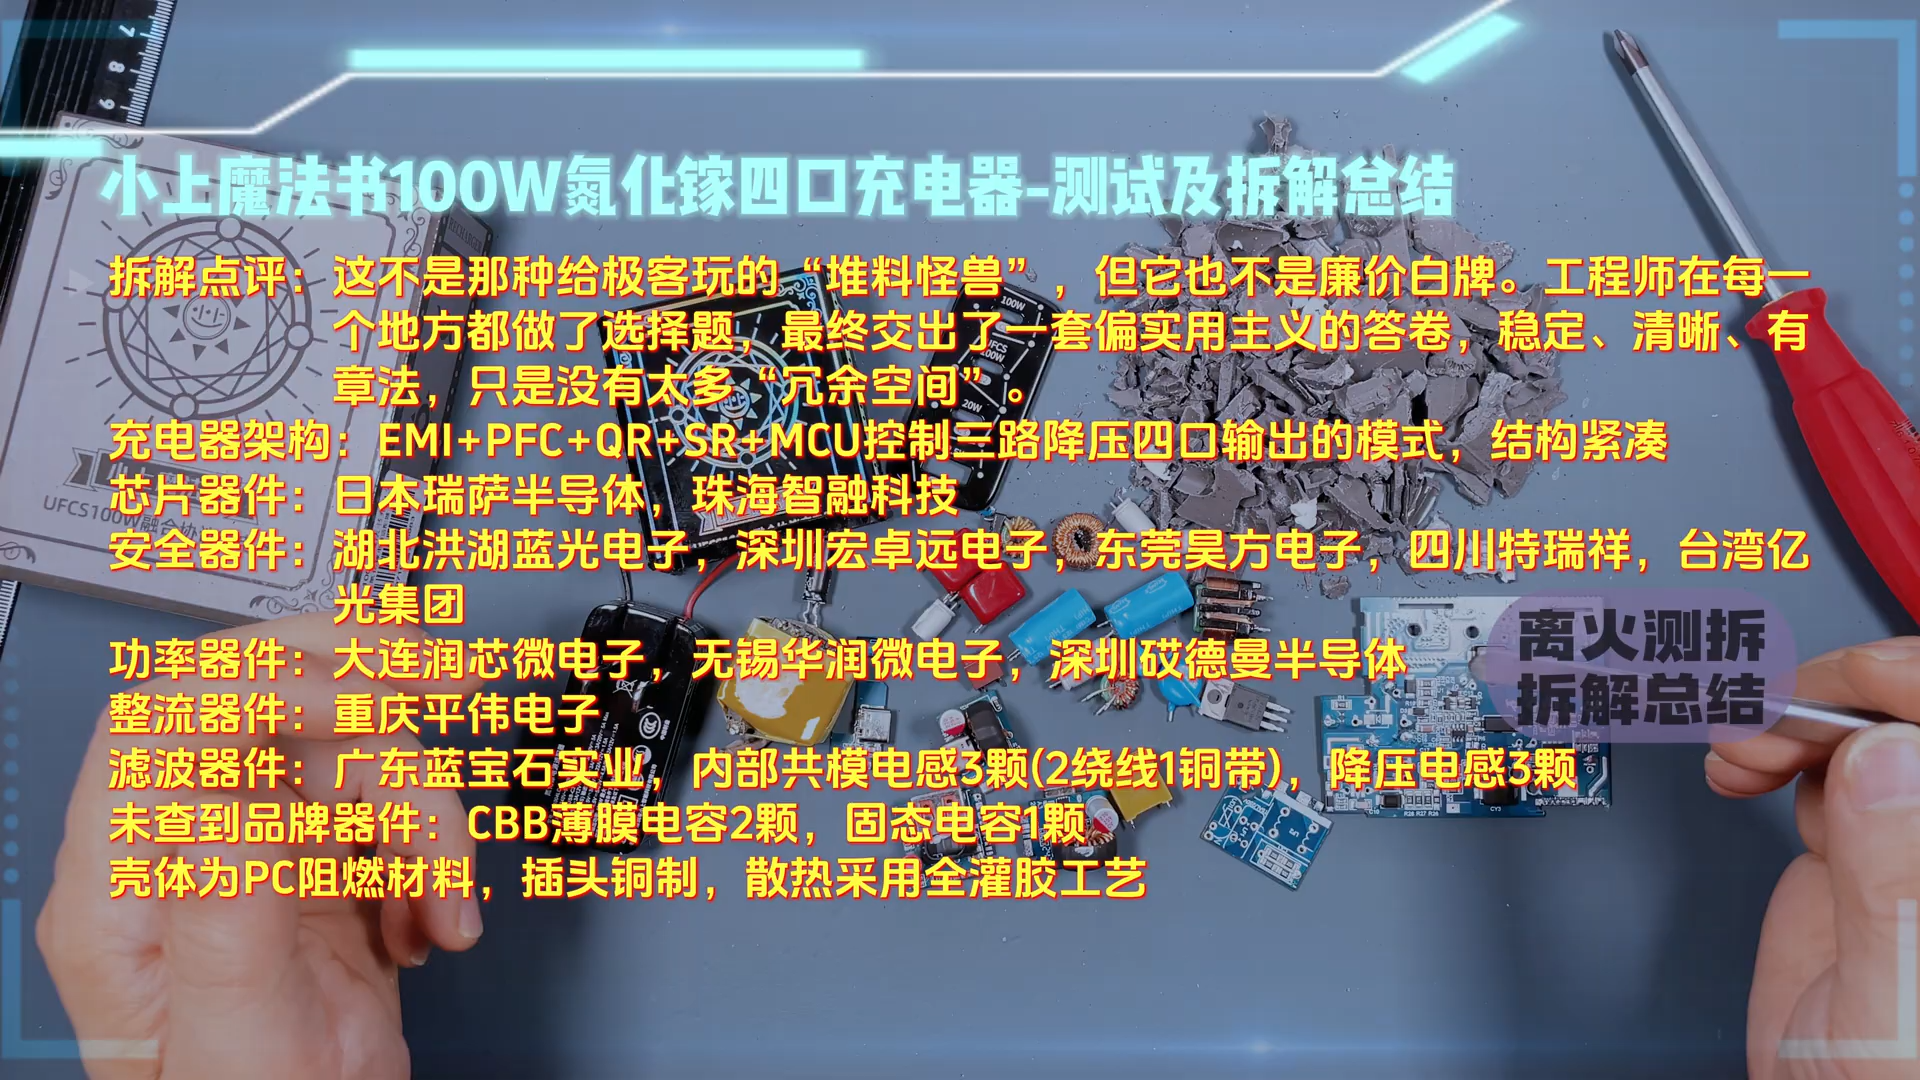 小上魔法书100W氮化镓四口充电器-测试及拆解总结
拆解点评：这不是那种给极客玩的“堆料怪兽”，但它也不是廉价白牌。工程师在每一
个地方都做了选择题，最终交出了一套偏实用主义的答卷，稳定、清晰、有
章法，只是没有太多“冗余空间”。
充电器架构：EMI+PFC+QR+SR+MCU控制三路降压四口输出的模式，结构紧凑
芯片器件：日本瑞萨半导体，珠海智融科技
安全器件：湖北洪湖蓝光电子，深圳宏卓远电子，东莞昊方电子，四川特瑞祥，台湾亿
光集团
功率器件：大连润芯微电子，无锡华润微电子，深圳砹德曼半导体
整流器件：重庆平伟电子
滤波器件：广东蓝宝石实业，内部共模电感3颗(2绕线1铜带)，降压电感3颗
未查到品牌器件：CBB薄膜电容2颗，固态电容1颗
壳体为PC阻燃材料，插头铜制，散热采用全灌胶工艺
离火测拆
拆解总结
UFCS100W融合协
100W
UFCS
100W
20W
7
8
9